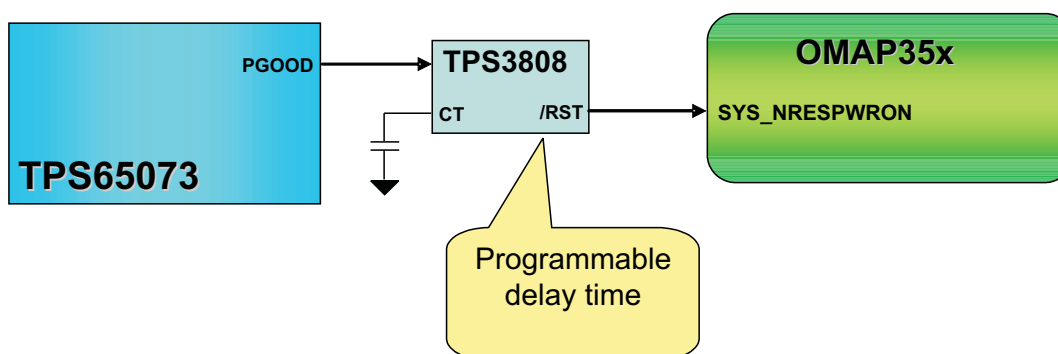 PGOOD
TPS65073
TPS3808
CT
/RST
OMAP35x
SYS_NRESPWRON
Programmable
delay time